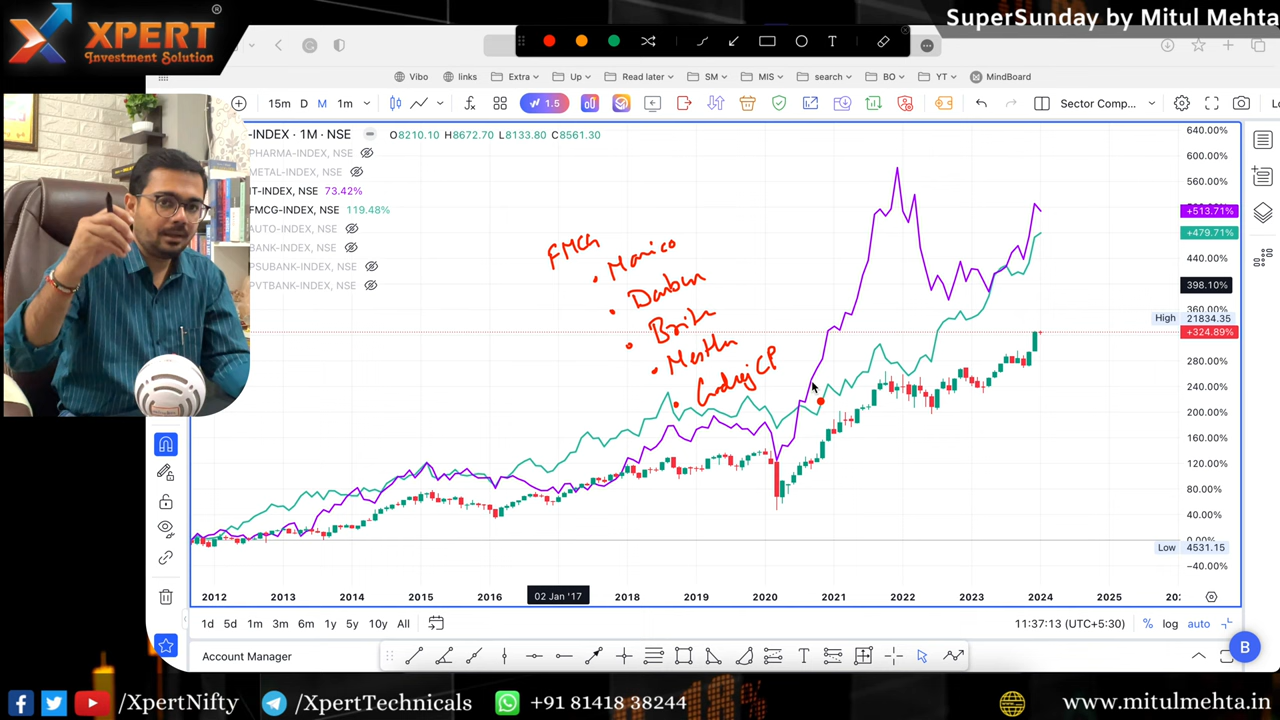 SuperSunday by Mitul Mehta
XPERT
Investment Solution
®
Vibo links Extra Up Read later SM MIS search BO YT MindBoard
15m D M 1m 1.5 Sector Comp...
-INDEX · 1M · NSE O8210.10 H8672.70 L8133.80 C8561.30
PHARMA-INDEX, NSE
METAL-INDEX, NSE
IT-INDEX, NSE 73.42%
FMCG-INDEX, NSE 119.48%
AUTO-INDEX, NSE
BANK-INDEX, NSE
PSUBANK-INDEX, NSE
PVTBANK-INDEX, NSE
FMCG
• Marico
• Dabur
• Brita
• Nestle
• Godrej CP
640.00%
600.00%
560.00%
+513.71%
+479.71%
440.00%
398.10%
360.00%
High 21834.35
+324.89%
280.00%
240.00%
200.00%
160.00%
120.00%
80.00%
40.00%
0.00%
Low 4531.15
−40.00%
2012 2013 2014 2015 2016 02 Jan '17 2018 2019 2020 2021 2022 2023 2024 2025 20:
1d 5d 1m 3m 6m 1y 5y 10y All 11:37:13 (UTC+5:30) % log auto
Account Manager
B
/XpertNifty /XpertTechnicals +91 81418 38244 www.mitulmehta.in